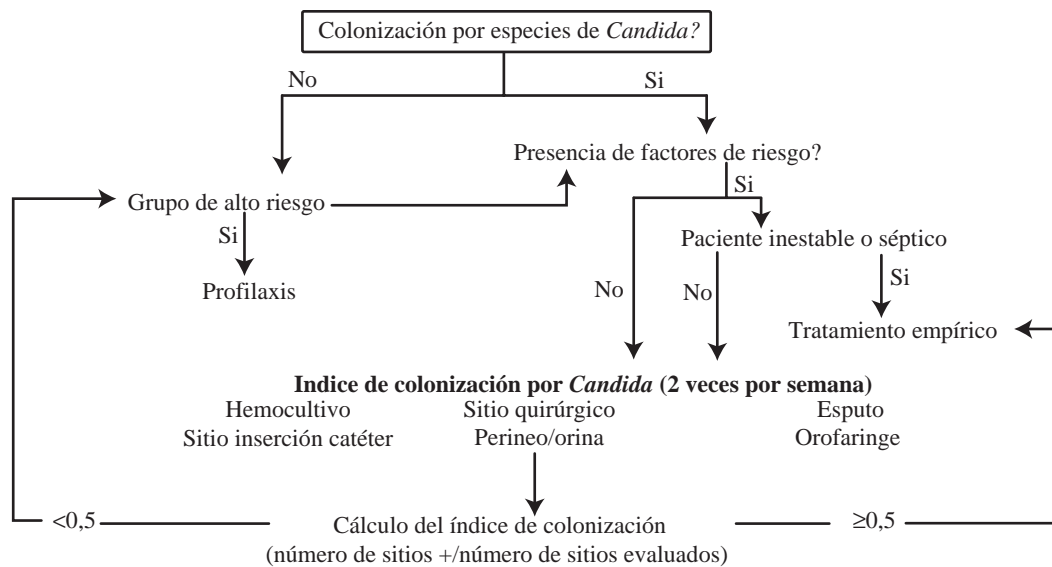 Colonización por especies de Candida?
No
Si
Presencia de factores de riesgo?
Si
Grupo de alto riesgo
Si
Paciente inestable o séptico
Profilaxis
No
No
Si
Tratamiento empírico
Indice de colonización por Candida (2 veces por semana)
Hemocultivo Sitio quirúrgico Esputo
Sitio inserción catéter Perineo/orina Orofaringe
<0,5 Cálculo del índice de colonización ≥0,5
(número de sitios +/número de sitios evaluados)